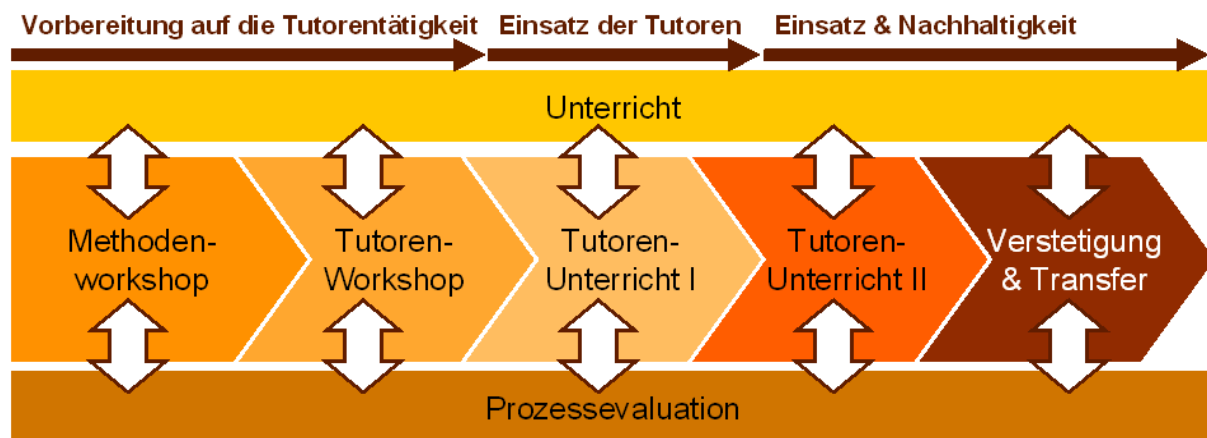 Vorbereitung auf die Tutorentätigkeit
Einsatz der Tutoren
Einsatz & Nachhaltigkeit
Unterricht
Methoden-
workshop
Tutoren-
Workshop
Tutoren-
Unterricht I
Tutoren-
Unterricht II
Verstetigung
& Transfer
Prozessevaluation